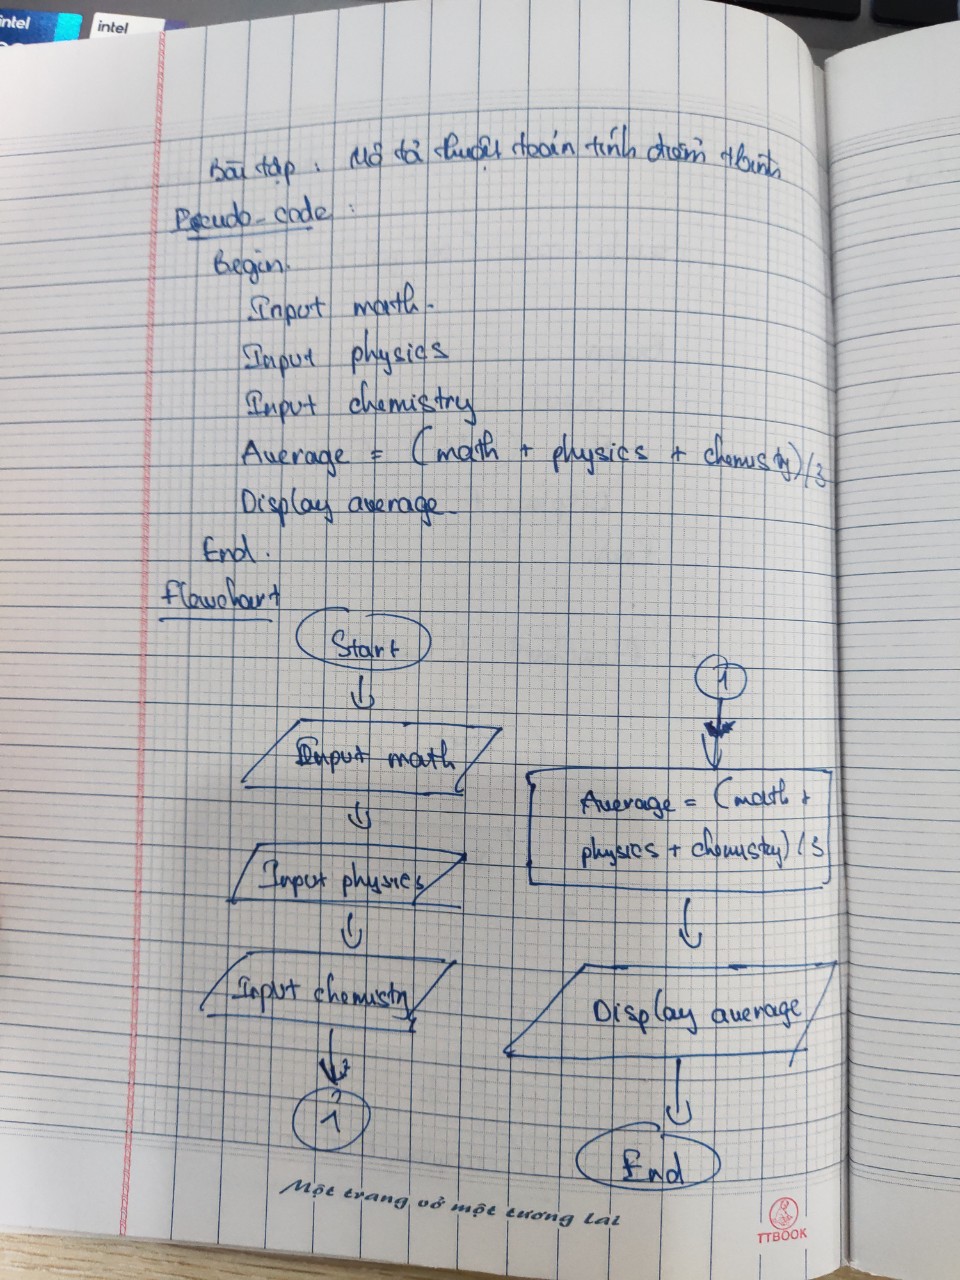 intel
intel
Bài tập : Mô tả thuật toán tính điểm tbình
Pseudo-code :
Begin.
Input math.
Input physics
Input chemistry
Average = (math + physics + chemisty)/3
Display average
End.
flowchart
Start
Input math
Input physics
Input chemistry
1
1
Average = (math +
physics + chemistry) / 3
Display average
End
Một trang vở một tương lai
TTBOOK